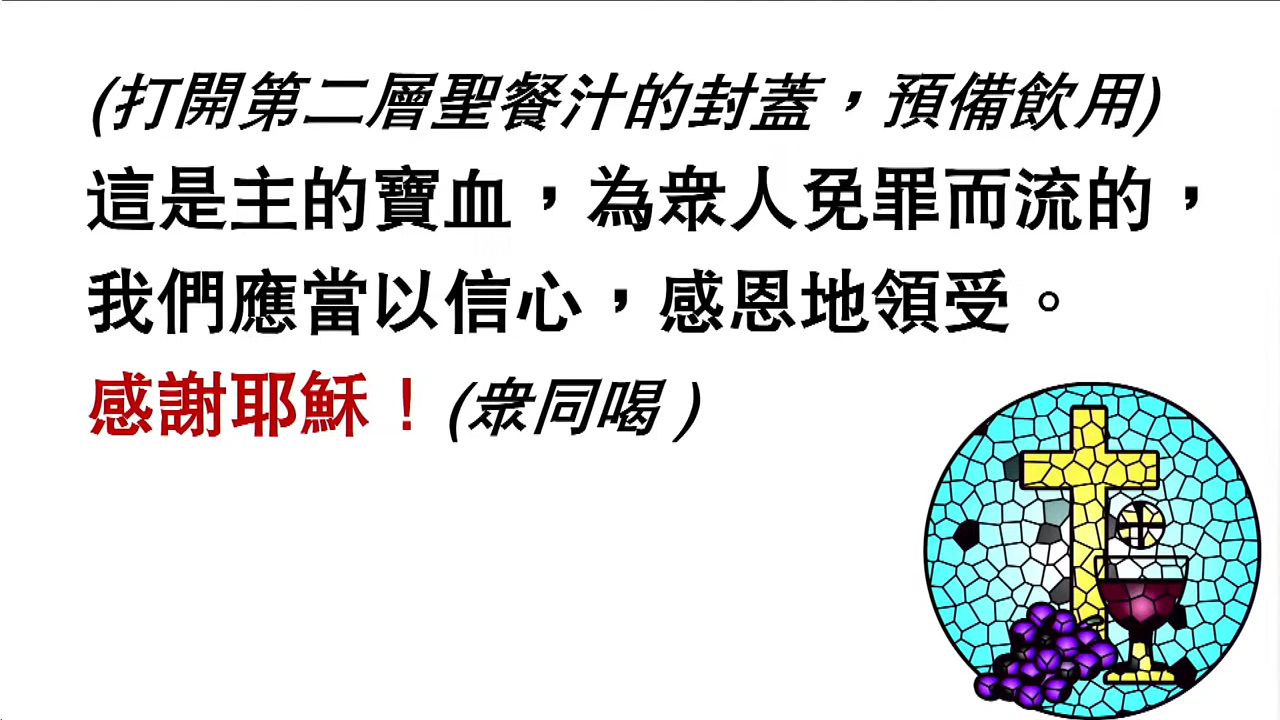 (打開第二層聖餐汁的封蓋，預備飲用)
這是主的寶血，為眾人免罪而流的，
我們應當以信心，感恩地領受。
感謝耶穌！(眾同喝)